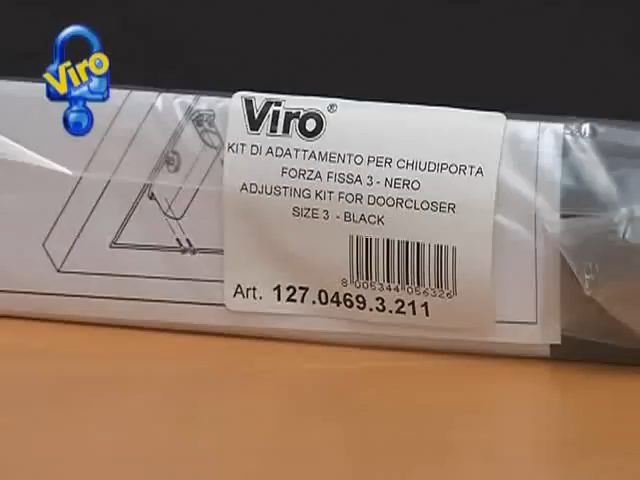 Viro
Viro®
KIT DI ADATTAMENTO PER CHIUDIPORTA
FORZA FISSA 3 - NERO
ADJUSTING KIT FOR DOORCLOSER
SIZE 3 - BLACK
8 005344 056326
Art. 127.0469.3.211